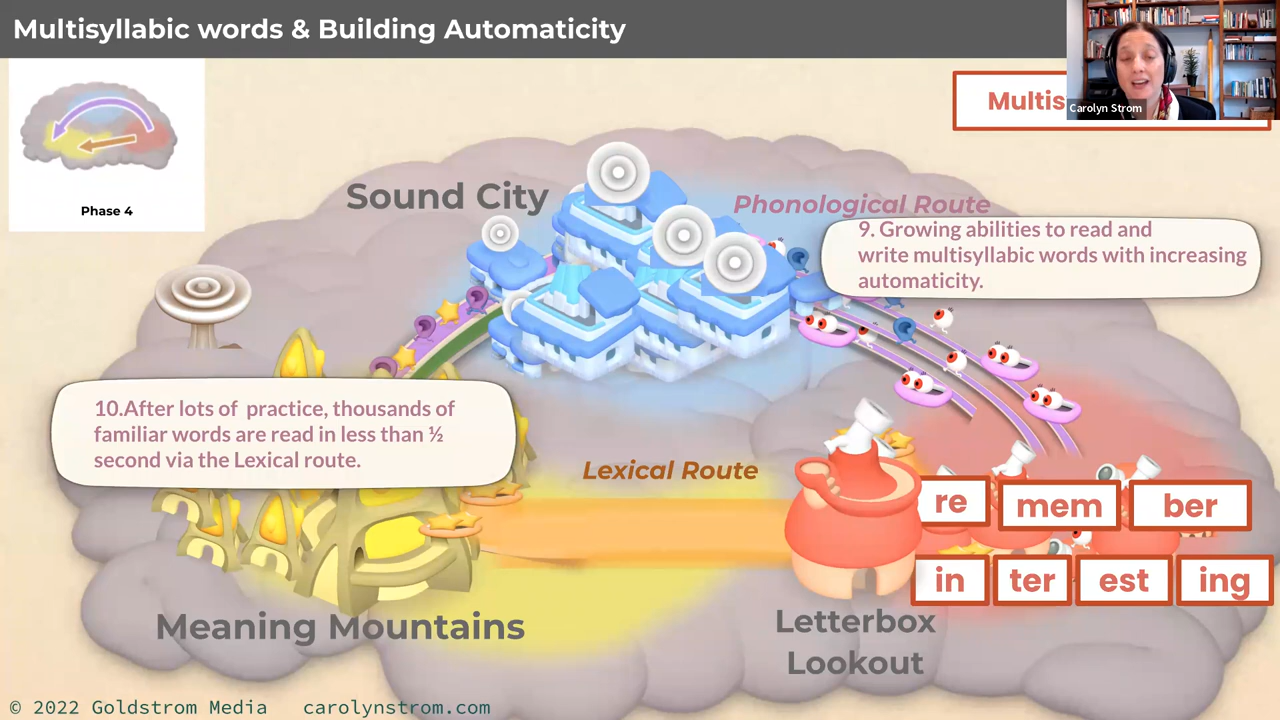 Multisyllabic words & Building Automaticity
Carolyn Strom
Phase 4
Sound City
Phonological Route
9. Growing abilities to read and
write multisyllabic words with increasing
automaticity.
10.After lots of practice, thousands of
familiar words are read in less than ½
second via the Lexical route.
Lexical Route
re mem ber
in ter est ing
Meaning Mountains
Letterbox
Lookout
© 2022 Goldstrom Media carolynstrom.com